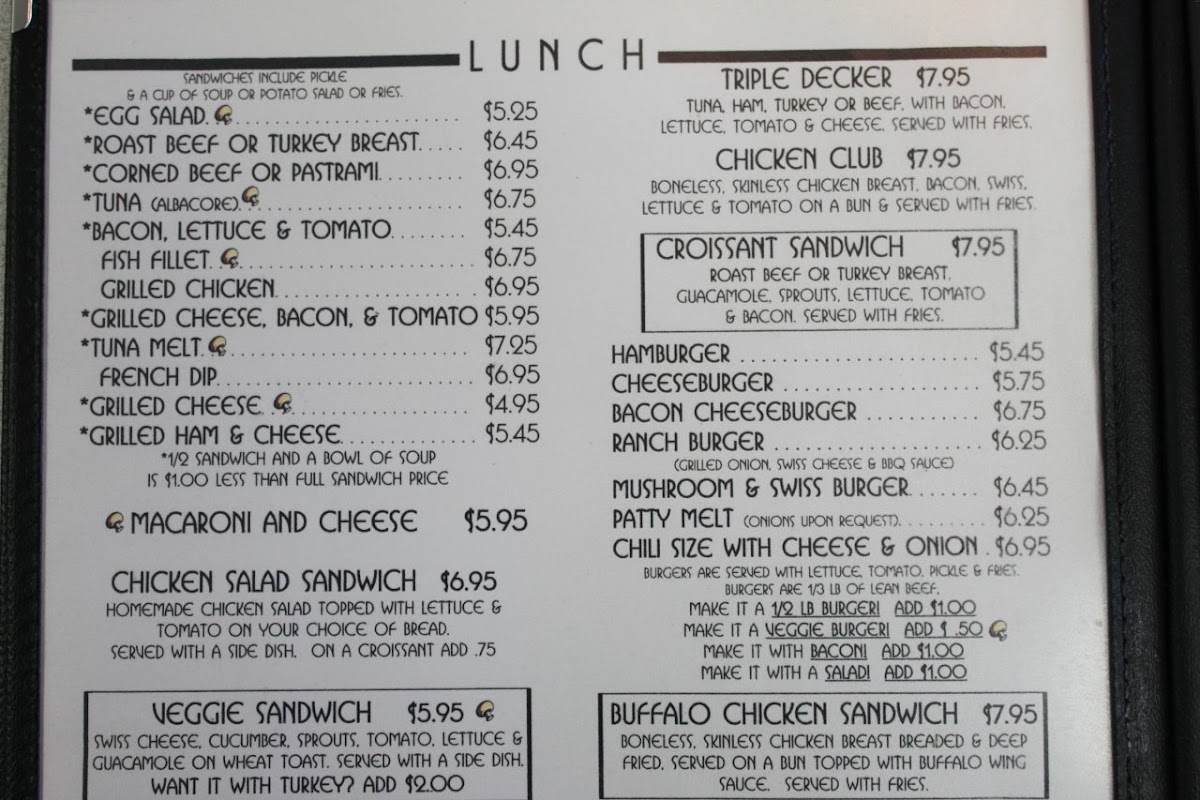 LUNCH
SANDWICHES INCLUDE PICKLE
& A CUP OF SOUP OR POTATO SALAD OR FRIES.
*EGG SALAD. $5.25
*ROAST BEEF OR TURKEY BREAST..... $6.45
*CORNED BEEF OR PASTRAMI......... $6.95
*TUNA (ALBACORE). $6.75
*BACON, LETTUCE & TOMATO........ $5.45
FISH FILLET. $6.75
GRILLED CHICKEN..................... $6.95
*GRILLED CHEESE, BACON, & TOMATO $5.95
*TUNA MELT. $7.25
FRENCH DIP............................ $6.95
*GRILLED CHEESE. $4.95
*GRILLED HAM & CHEESE.............. $5.45
*1/2 SANDWICH AND A BOWL OF SOUP
IS $1.00 LESS THAN FULL SANDWICH PRICE
MACARONI AND CHEESE $5.95
CHICKEN SALAD SANDWICH $6.95
HOMEMADE CHICKEN SALAD TOPPED WITH LETTUCE &
TOMATO ON YOUR CHOICE OF BREAD.
SERVED WITH A SIDE DISH. ON A CROISSANT ADD .75
VEGGIE SANDWICH $5.95
SWISS CHEESE, CUCUMBER, SPROUTS, TOMATO, LETTUCE &
GUACAMOLE ON WHEAT TOAST. SERVED WITH A SIDE DISH.
WANT IT WITH TURKEY? ADD $2.00
TRIPLE DECKER $7.95
TUNA, HAM, TURKEY OR BEEF, WITH BACON,
LETTUCE, TOMATO & CHEESE. SERVED WITH FRIES.
CHICKEN CLUB $7.95
BONELESS, SKINLESS CHICKEN BREAST, BACON, SWISS,
LETTUCE & TOMATO ON A BUN & SERVED WITH FRIES.
CROISSANT SANDWICH $7.95
ROAST BEEF OR TURKEY BREAST,
GUACAMOLE, SPROUTS, LETTUCE, TOMATO
& BACON. SERVED WITH FRIES.
HAMBURGER ......................... $5.45
CHEESEBURGER .................... $5.75
BACON CHEESEBURGER ............ $6.75
RANCH BURGER ...................... $6.25
(GRILLED ONION, SWISS CHEESE & BBQ SAUCE)
MUSHROOM & SWISS BURGER....... $6.45
PATTY MELT (ONIONS UPON REQUEST)......... $6.25
CHILI SIZE WITH CHEESE & ONION . $6.95
BURGERS ARE SERVED WITH LETTUCE, TOMATO, PICKLE & FRIES.
BURGERS ARE 1/3 LB OF LEAN BEEF.
MAKE IT A 1/2 LB BURGER! ADD $1.00
MAKE IT A VEGGIE BURGER! ADD $ .50
MAKE IT WITH BACON! ADD $1.00
MAKE IT WITH A SALAD! ADD $1.00
BUFFALO CHICKEN SANDWICH $7.95
BONELESS, SKINLESS CHICKEN BREAST BREADED & DEEP
FRIED, SERVED ON A BUN TOPPED WITH BUFFALO WING
SAUCE. SERVED WITH FRIES.